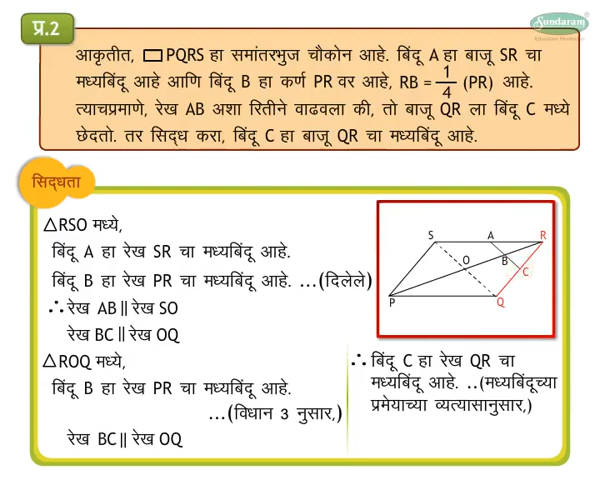 प्र.2
Sundaram
आकृतीत, □PQRS हा समांतरभुज चौकोन आहे. बिंदू A हा बाजू SR चा
मध्यबिंदू आहे आणि बिंदू B हा कर्ण PR वर आहे, RB = 1/4 (PR) आहे.
त्याचप्रमाणे, रेख AB अशा रितीने वाढवला की, तो बाजू QR ला बिंदू C मध्ये
छेदतो. तर सिद्ध करा, बिंदू C हा बाजू QR चा मध्यबिंदू आहे.
सिद्धता
△RSO मध्ये,
बिंदू A हा रेख SR चा मध्यबिंदू आहे.
बिंदू B हा रेख PR चा मध्यबिंदू आहे. ...(दिलेले)
∴ रेख AB || रेख SO
रेख BC || रेख OQ
△ROQ मध्ये,
बिंदू B हा रेख PR चा मध्यबिंदू आहे.
...(विधान 3 नुसार,)
रेख BC || रेख OQ
S A R
O B C
P Q
∴ बिंदू C हा रेख QR चा
मध्यबिंदू आहे. ..(मध्यबिंदूच्या
प्रमेयाच्या व्यत्यासानुसार,)